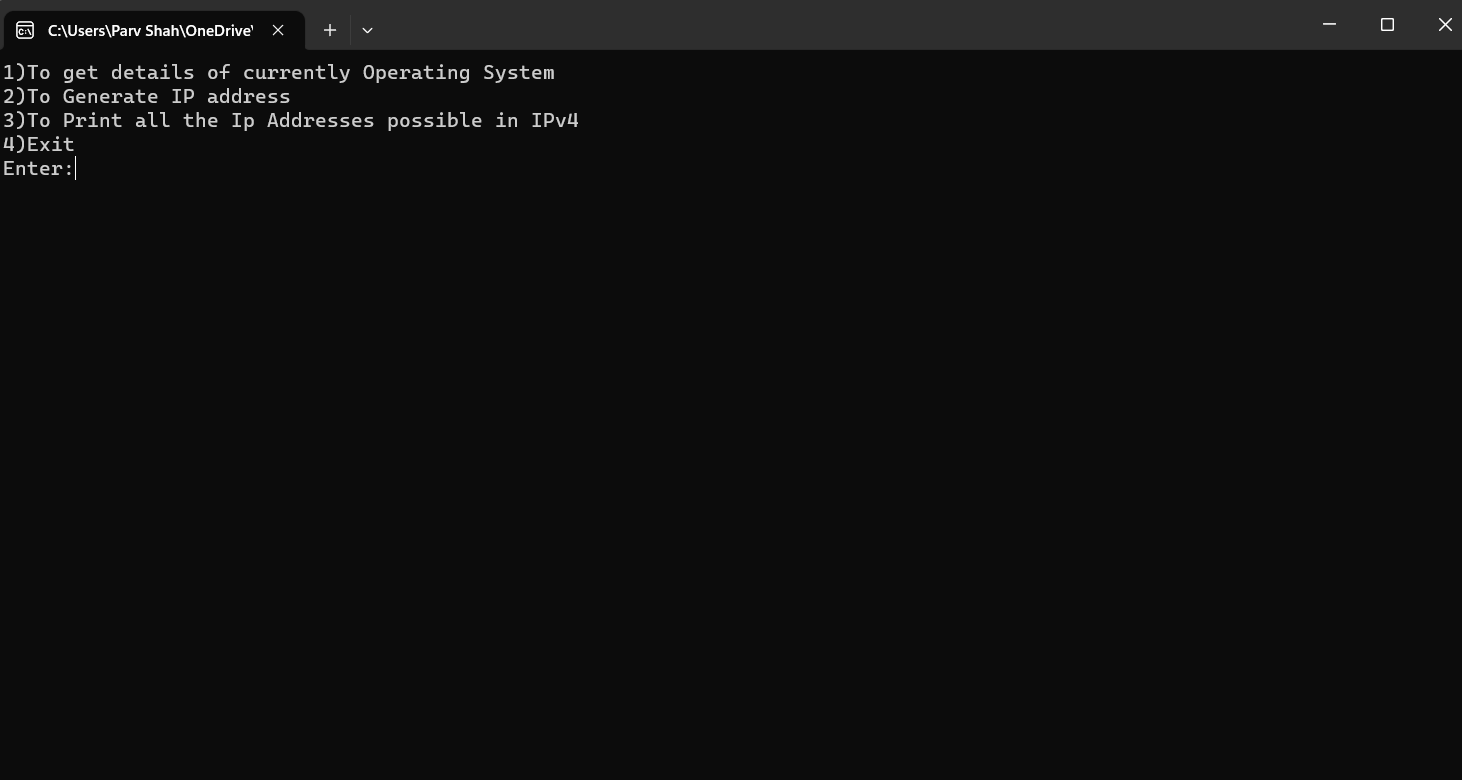 C:\Users\Parv Shah\OneDrive\
1)To get details of currently Operating System
2)To Generate IP address
3)To Print all the Ip Addresses possible in IPv4
4)Exit
Enter: